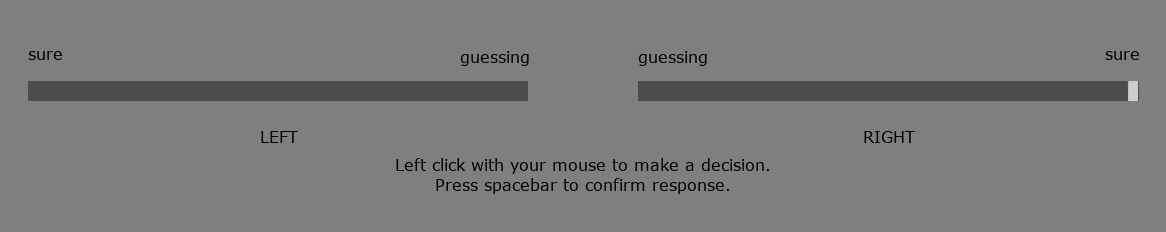 sure guessing guessing sure
LEFT RIGHT
Left click with your mouse to make a decision.
Press spacebar to confirm response.